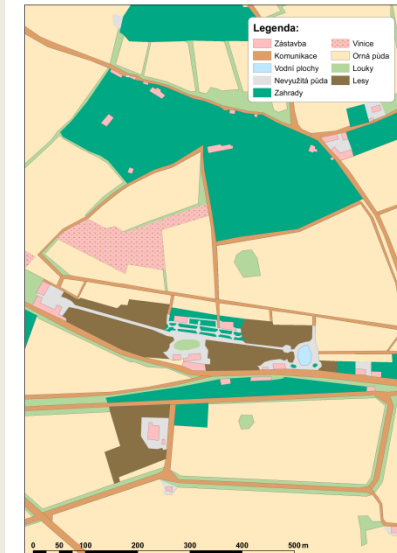 Legenda:
Zástavba
Komunikace
Vodní plochy
Nevyužitá půda
Zahrady
Vinice
Orná půda
Louky
Lesy
0 25 50 100 200 300 400 500 m